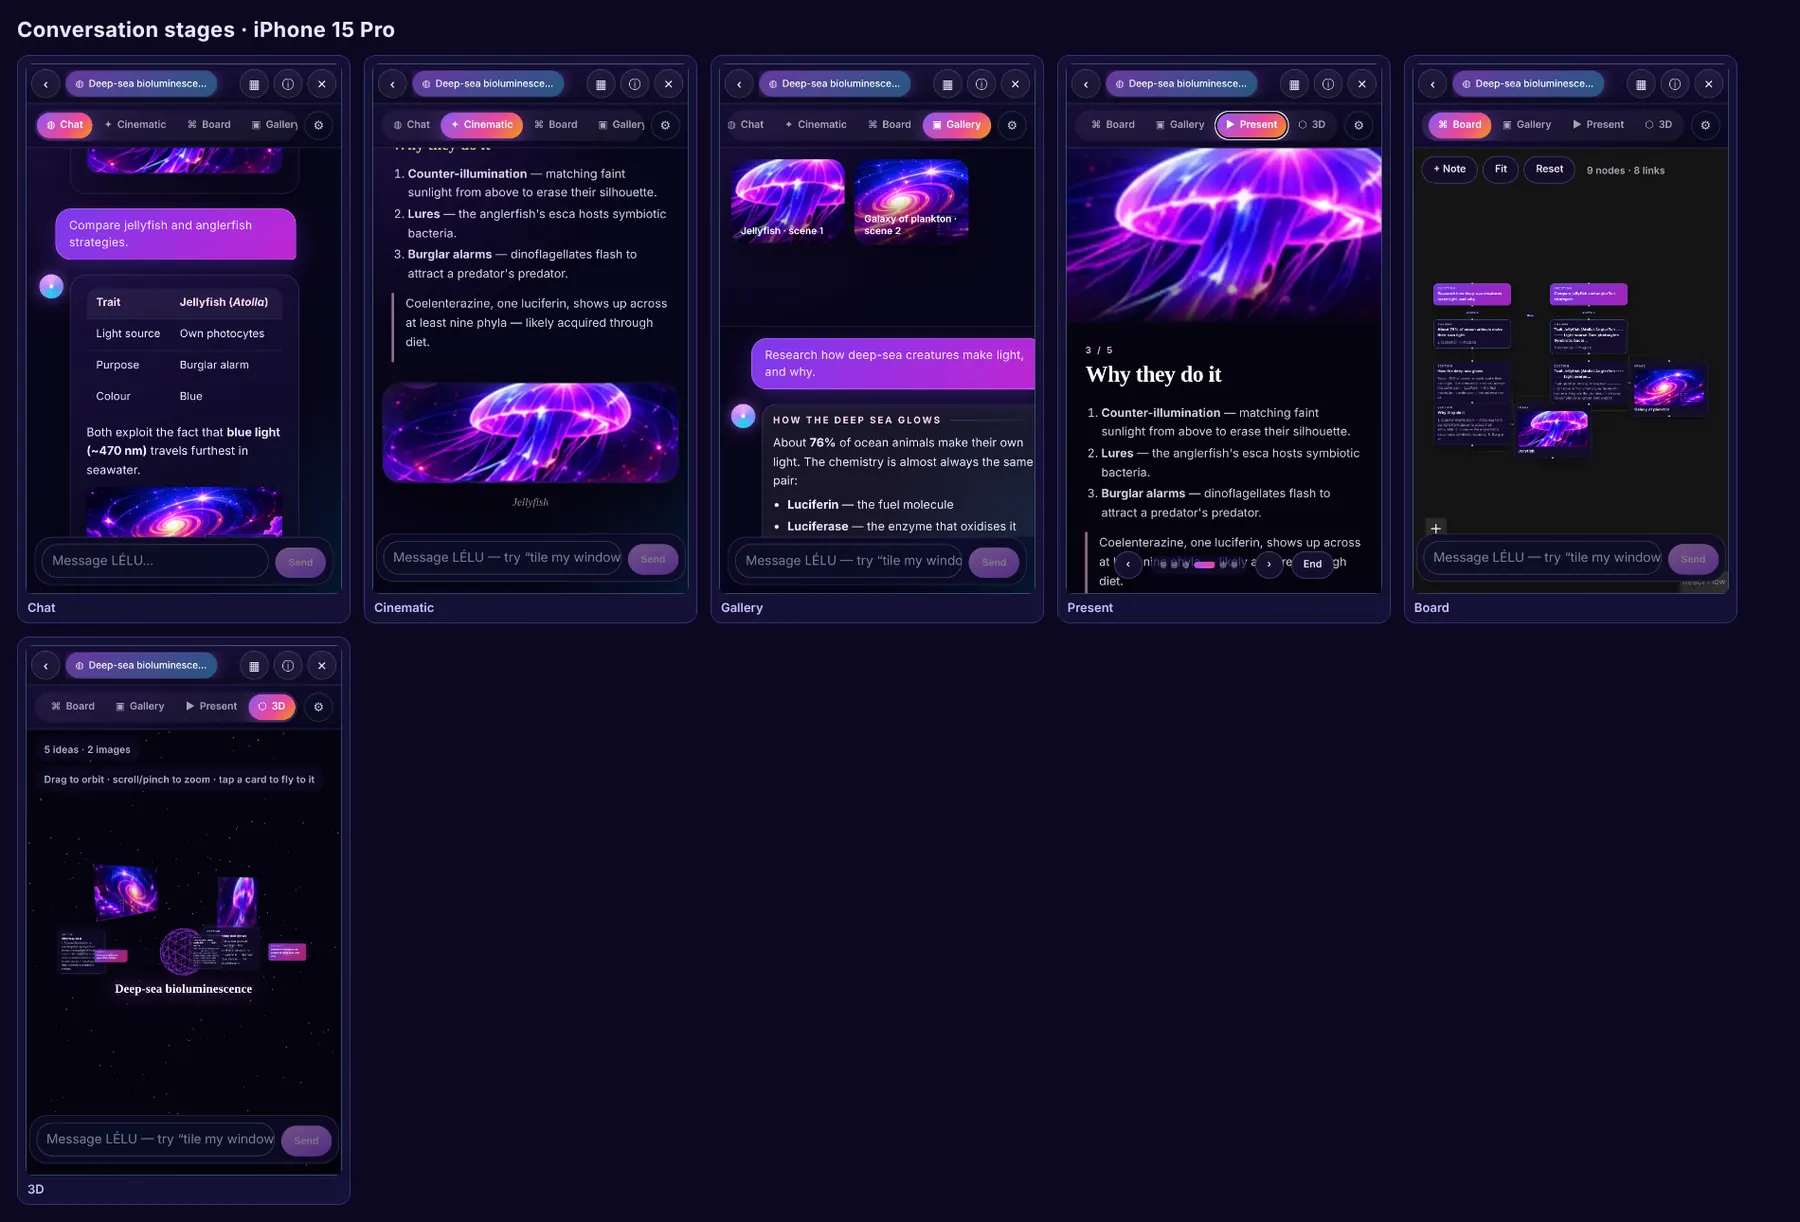 Conversation stages · iPhone 15 Pro
Deep-sea bioluminesce...
Chat
Cinematic
Board
Gallery
Compare jellyfish and anglerfish
strategies.
Trait Jellyfish (Atolla)
Light source Own photocytes
Purpose Burglar alarm
Colour Blue
Both exploit the fact that blue light
(~470 nm) travels furthest in
seawater.
Message LÉLU...
Send
Chat
Deep-sea bioluminesce...
Chat
Cinematic
Board
Gallery
Why they do it
1. Counter-illumination — matching faint
sunlight from above to erase their silhouette.
2. Lures — the anglerfish's esca hosts symbiotic
bacteria.
3. Burglar alarms — dinoflagellates flash to
attract a predator's predator.
Coelenterazine, one luciferin, shows up across
at least nine phyla — likely acquired through
diet.
Jellyfish
Message LÉLU — try “tile my window
Send
Cinematic
Deep-sea bioluminesce...
Chat
Cinematic
Board
Gallery
Jellyfish · scene 1
Galaxy of plankton ·
scene 2
Research how deep-sea creatures make light,
and why.
HOW THE DEEP SEA GLOWS
About 76% of ocean animals make their own
light. The chemistry is almost always the same
pair:
• Luciferin — the fuel molecule
• Luciferase — the enzyme that oxidises it
Message LÉLU — try “tile my windo
Send
Gallery
Deep-sea bioluminesce...
Board
Gallery
Present
3D
3 / 5
Why they do it
1. Counter-illumination — matching faint
sunlight from above to erase their silhouette.
2. Lures — the anglerfish's esca hosts symbiotic
bacteria.
3. Burglar alarms — dinoflagellates flash to
attract a predator's predator.
Coelenterazine, one luciferin, shows up across
diet.
End
Present
Deep-sea bioluminesce...
Board
Gallery
Present
3D
+ Note
Fit
Reset
9 nodes · 8 links
Galaxy of plankton
Jellyfish
Message LÉLU — try “tile my window
Send
React Flow
Board
Deep-sea bioluminesce...
Board
Gallery
Present
3D
5 ideas · 2 images
Drag to orbit · scroll/pinch to zoom · tap a card to fly to it
Deep-sea bioluminescence
Message LÉLU — try “tile my window
Send
3D